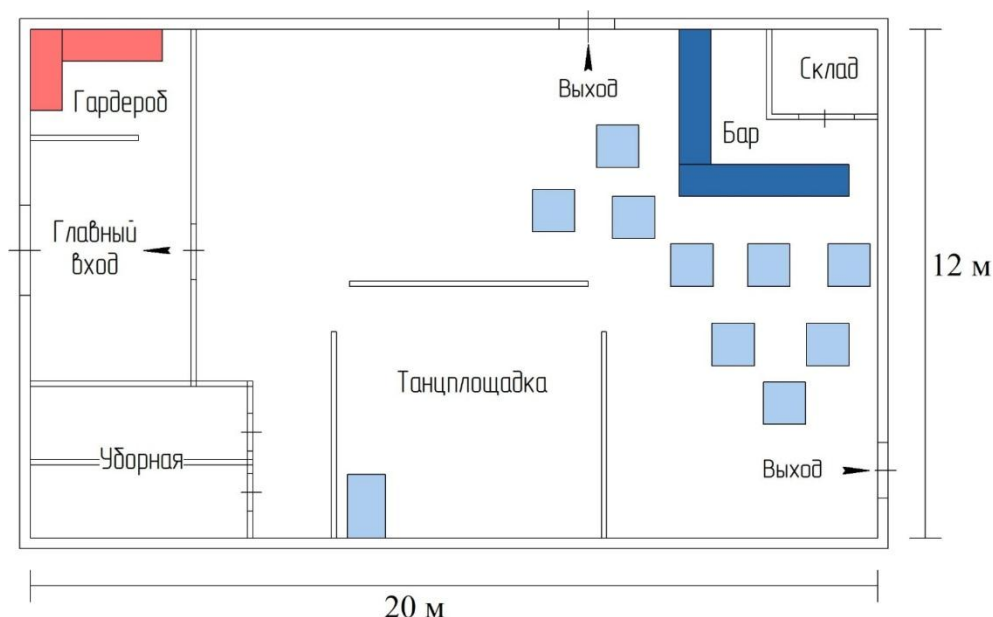 Выход
Склад
Гардероб
Бар
Главный
вход
12 м
Танцплощадка
Уборная
Выход
20 м